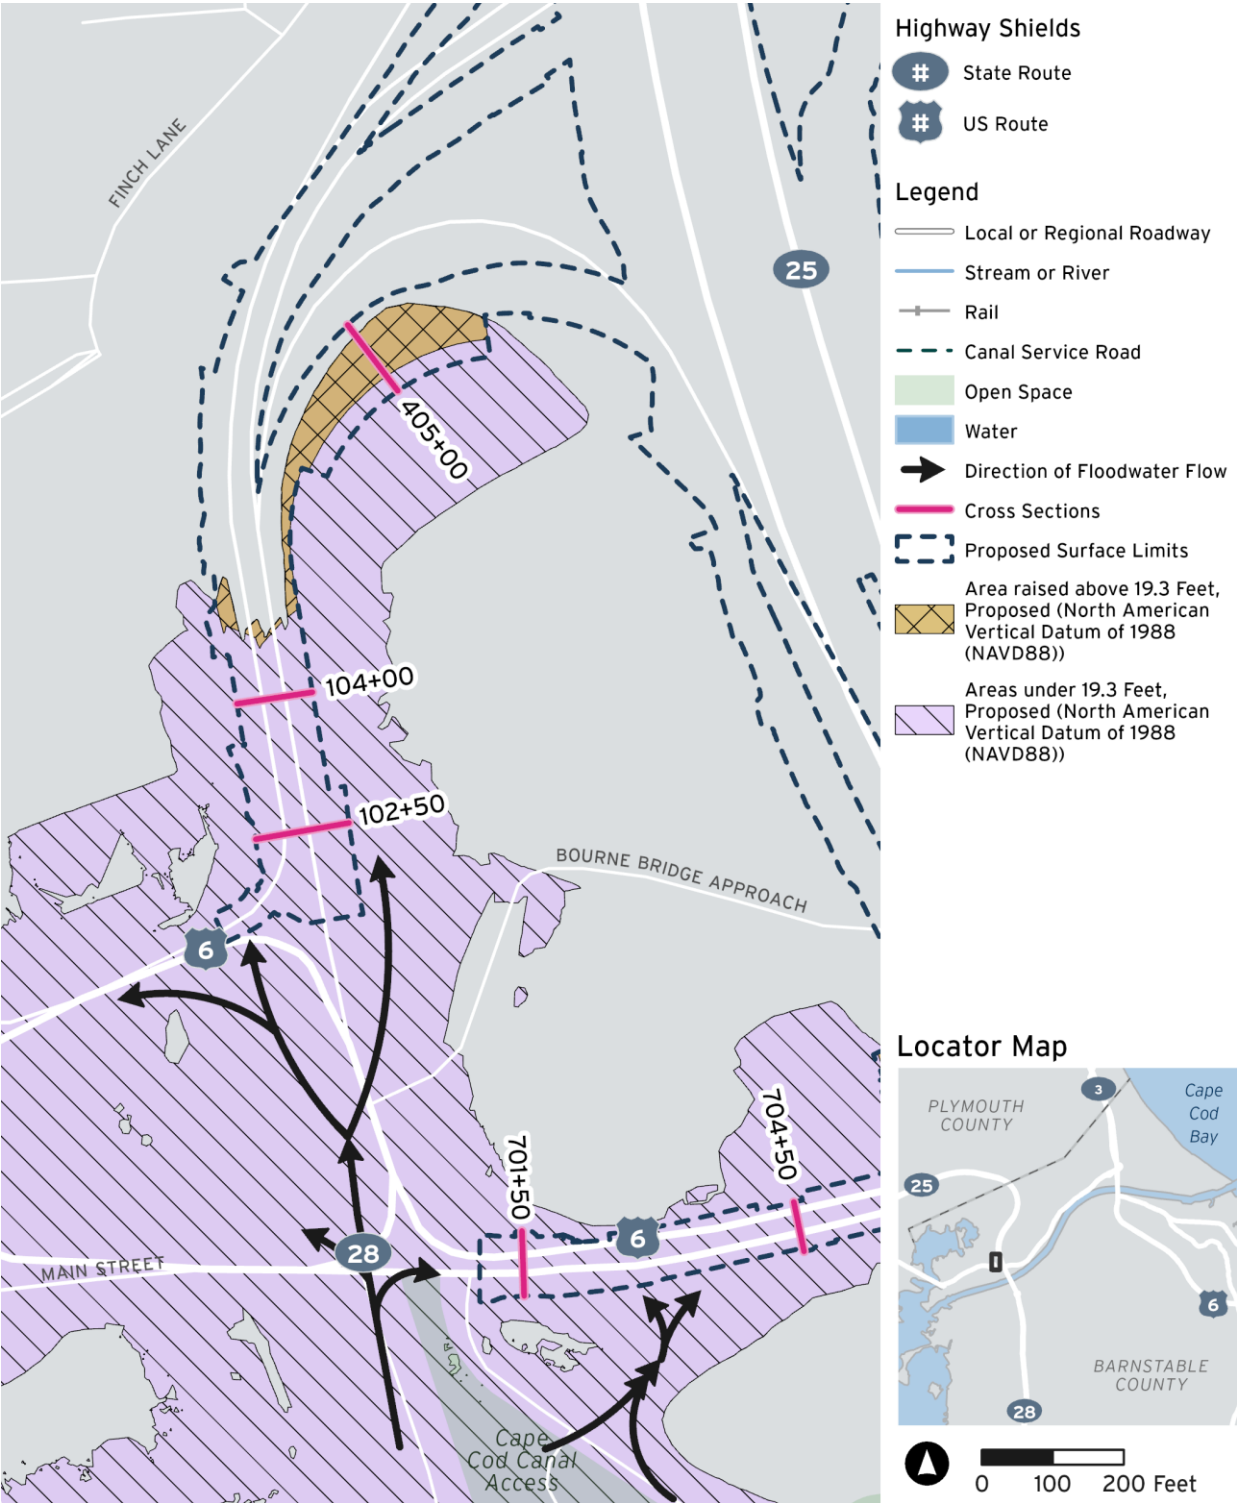 Highway Shields
# State Route
# US Route
Legend
Local or Regional Roadway
Stream or River
Rail
Canal Service Road
Open Space
Water
Direction of Floodwater Flow
Cross Sections
Proposed Surface Limits
Area raised above 19.3 Feet,
Proposed (North American
Vertical Datum of 1988
(NAVD88))
Areas under 19.3 Feet,
Proposed (North American
Vertical Datum of 1988
(NAVD88))
FINCH LANE
25
405+00
104+00
102+50
BOURNE BRIDGE APPROACH
6
704+50
701+50
6
28
MAIN STREET
Cape
Cod Canal
Access
Locator Map
3
Cape
Cod
Bay
PLYMOUTH
COUNTY
25
6
BARNSTABLE
COUNTY
28
0 100 200 Feet